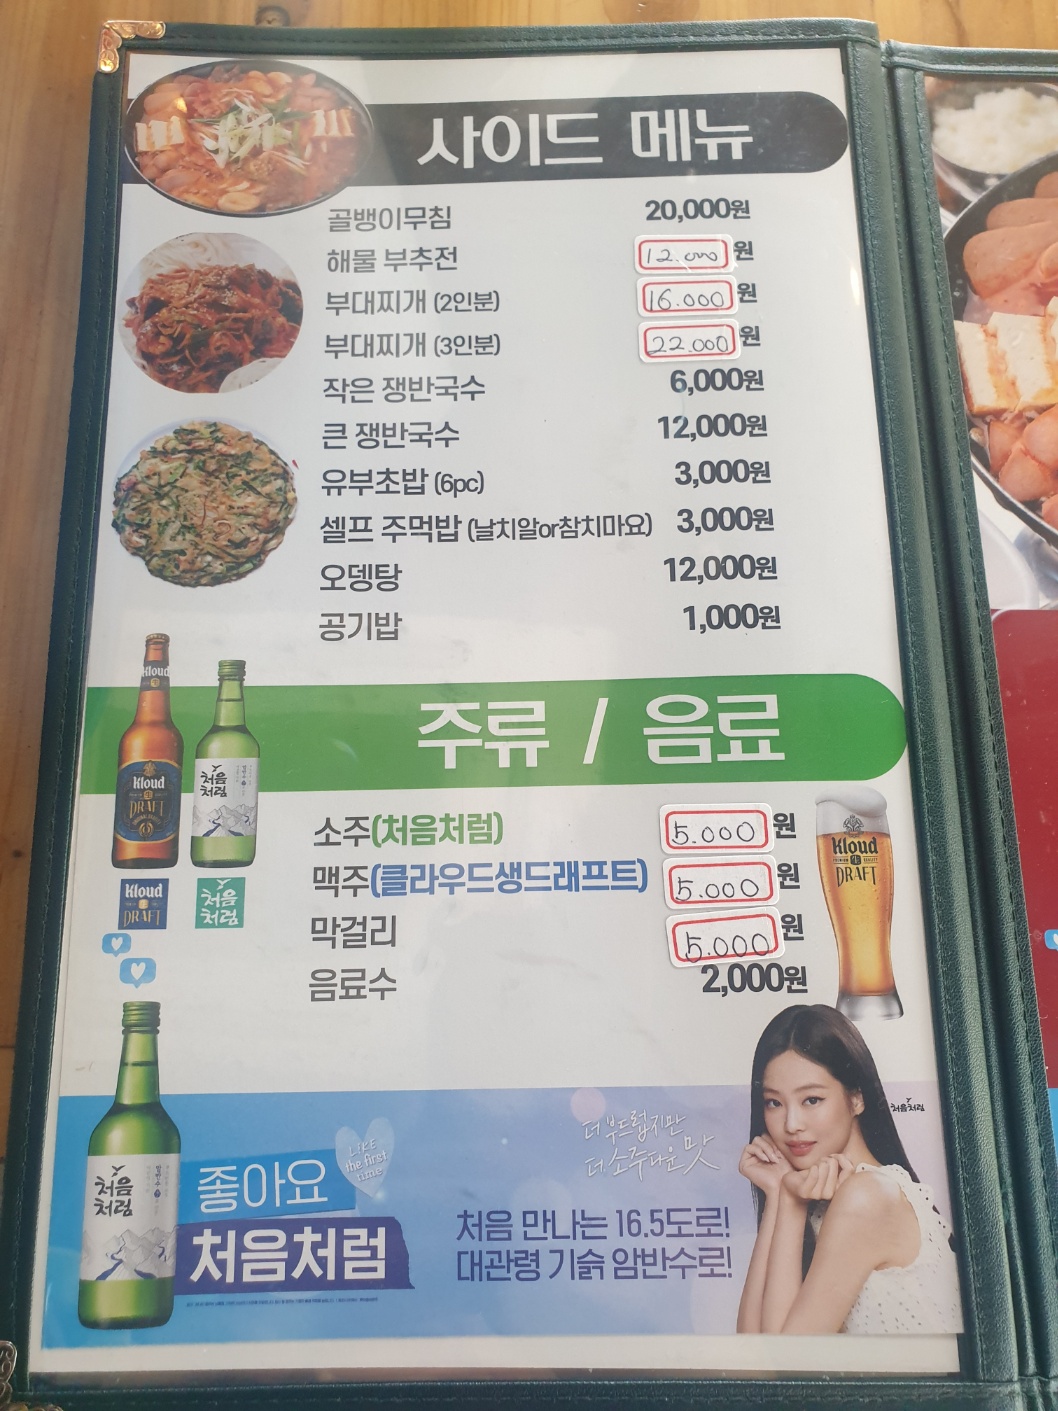 사이드 메뉴
골뱅이무침 20,000원
해물 부추전 12.000원
부대찌개 (2인분) 16.000원
부대찌개 (3인분) 22.000원
작은 쟁반국수 6,000원
큰 쟁반국수 12,000원
유부초밥 (6pc) 3,000원
셀프 주먹밥 (날치알or참치마요) 3,000원
오뎅탕 12,000원
공기밥 1,000원
주류 / 음료
Kloud
Kloud
DRAFT
처음
처럼
소주(처음처럼) 5.000원
맥주(클라우드생드래프트) 5.000원
막걸리 5.000원
음료수 2,000원
Kloud
DRAFT
처음
처럼
Kloud
DRAFT
처음
처럼
좋아요
처음처럼
LIKE
the first
time
더 부드럽지만
더 소주다운 맛
처음 만나는 16.5도로!
대관령 기슭 암반수로!
처음처럼